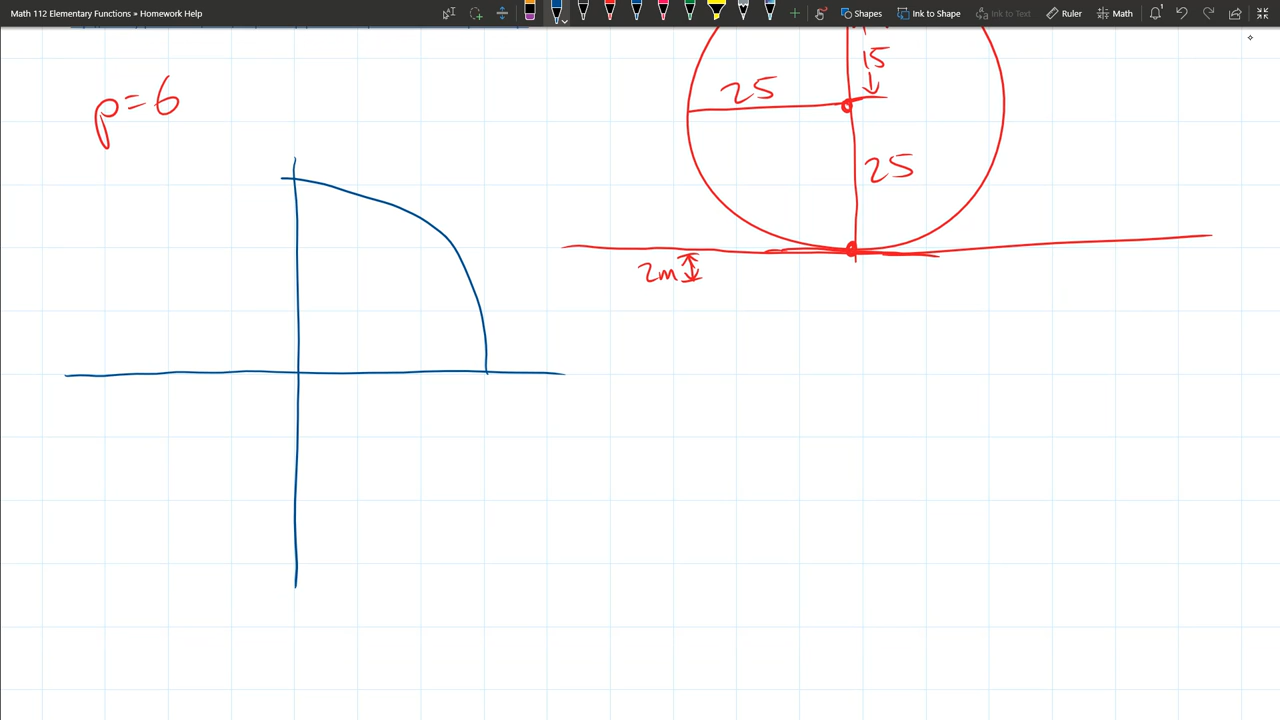 Math 112 Elementary Functions » Homework Help
Shapes
Ink to Shape
Ink to Text
Ruler
Math
p=6
15
25
25
2m